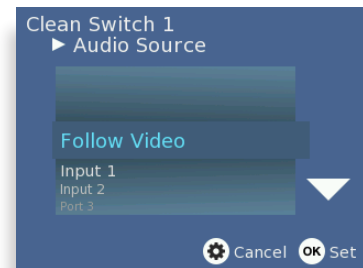 Clean Switch 1
▶ Audio Source
Follow Video
Input 1
Input 2
Port 3
Cancel OK Set